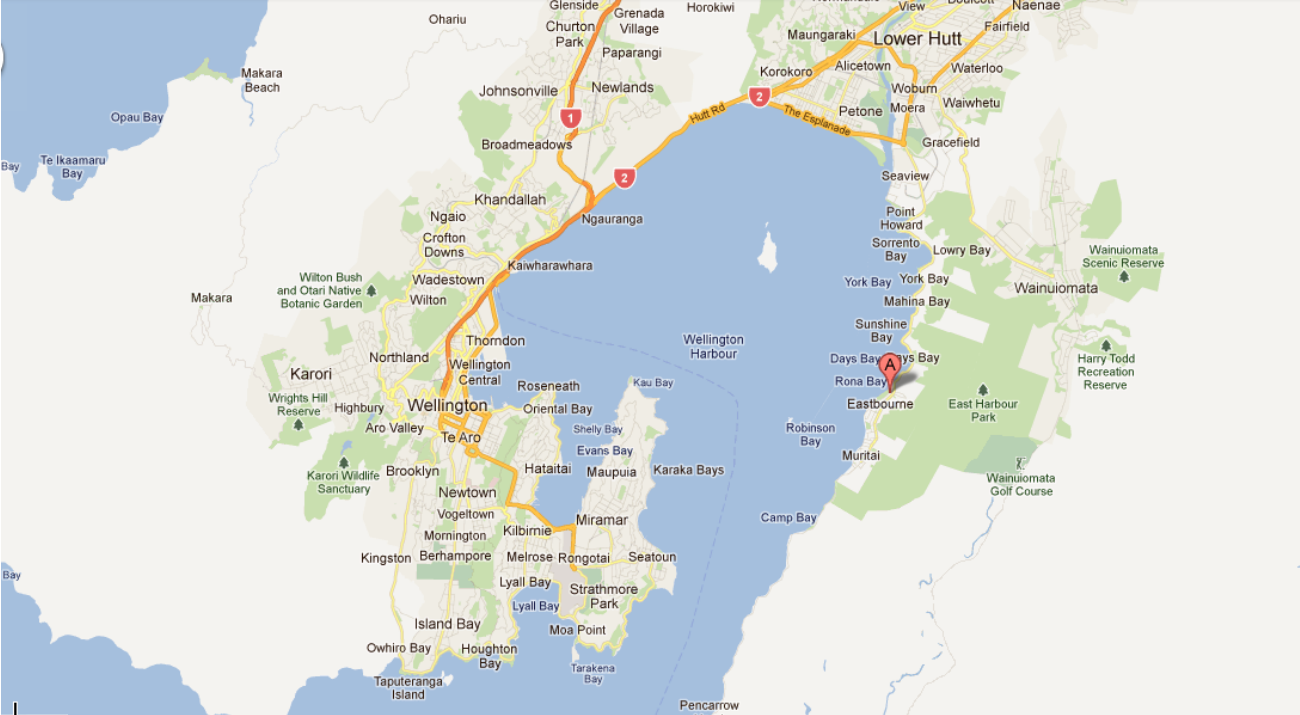 Glenside
Grenada
Village
Horokiwi
View
Naenae
Ohariu
Churton
Park
Paparangi
Maungaraki
Lower Hutt
Fairfield
Makara
Beach
Johnsonville
Newlands
Korokoro
Alicetown
Waterloo
Woburn
Opau Bay
1
2
Hutt Rd
The Esplanade
Petone
Moera
Waiwhetu
Broadmeadows
Gracefield
Bay
Te Ikaamaru
Bay
2
Seaview
Khandallah
Ngaio
Ngauranga
Point
Howard
Crofton
Downs
Sorrento
Bay
Lowry Bay
Wainuiomata
Scenic Reserve
Kaiwharawhara
Wilton Bush
and Otari Native
Botanic Garden
Wadestown
Wilton
York Bay
York Bay
Wainuiomata
Makara
Mahina Bay
Sunshine
Bay
Thorndon
Wellington
Harbour
Northland
Wellington
Central
Days Bay
ys Bay
A
Harry Todd
Recreation
Reserve
Karori
Roseneath
Kau Bay
Rona Bay
Wrights Hill
Reserve
Highbury
Wellington
Oriental Bay
Eastbourne
East Harbour
Park
Aro Valley
Te Aro
Shelly Bay
Robinson
Bay
Evans Bay
Muritai
Karori Wildlife
Sanctuary
Brooklyn
Hataitai
Maupuia
Karaka Bays
Wainuiomata
Golf Course
Newtown
Vogeltown
Kilbirnie
Miramar
Camp Bay
Mornington
Kingston
Berhampore
Melrose
Rongotai
Seatoun
Bay
Lyall Bay
Strathmore
Park
Lyall Bay
Island Bay
Moa Point
Owhiro Bay
Houghton
Bay
Tarakena
Bay
Taputeranga
Island
Pencarrow